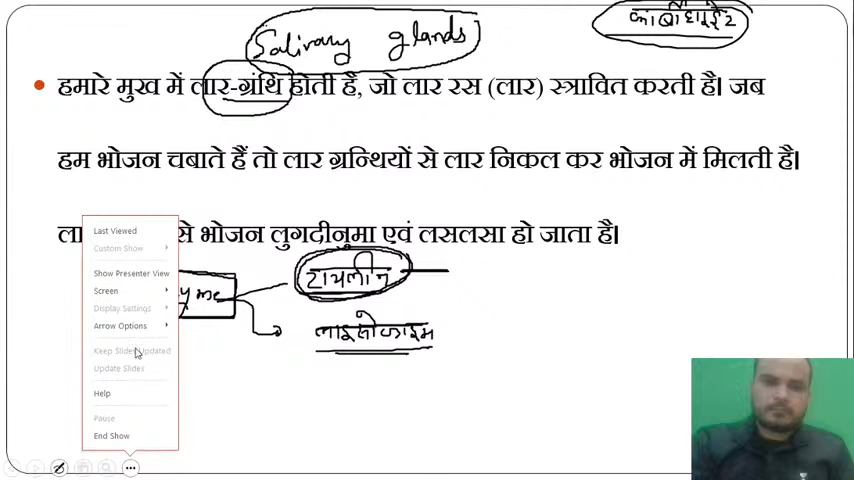 Salivary glands
कार्बोहाइड्रेट
हमारे मुख में लार-ग्रंथि होती है, जो लार रस (लार) स्त्रावित करती है। जब
हम भोजन चबाते हैं तो लार ग्रन्थियों से लार निकल कर भोजन में मिलती है।
ला से भोजन लुगदीनुमा एवं लसलसा हो जाता है।
टायलीन
लाइसोजाइम
Last Viewed
Custom Show
Show Presenter View
Screen
Display Settings
Arrow Options
Keep Slides Updated
Update Slides
Help
Pause
End Show